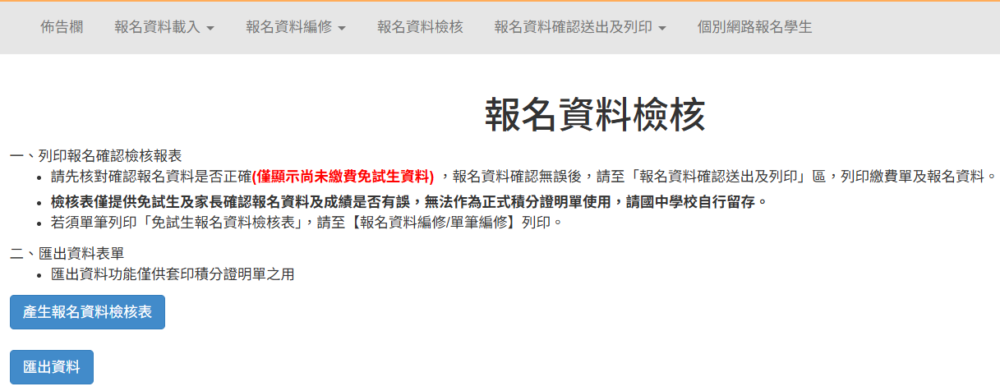 佈告欄 報名資料載入 報名資料編修 報名資料檢核 報名資料確認送出及列印 個別網路報名學生
報名資料檢核
一、列印報名確認檢核報表
• 請先核對確認報名資料是否正確(僅顯示尚未繳費免試生資料) ，報名資料確認無誤後，請至「報名資料確認送出及列印」區，列印繳費單及報名資料。
• 檢核表僅提供免試生及家長確認報名資料及成績是否有誤，無法作為正式積分證明單使用，請國中學校自行留存。
• 若須單筆列印「免試生報名資料檢核表」，請至【報名資料編修/單筆編修】列印。
二、匯出資料表單
• 匯出資料功能僅供套印積分證明單之用
產生報名資料檢核表
匯出資料